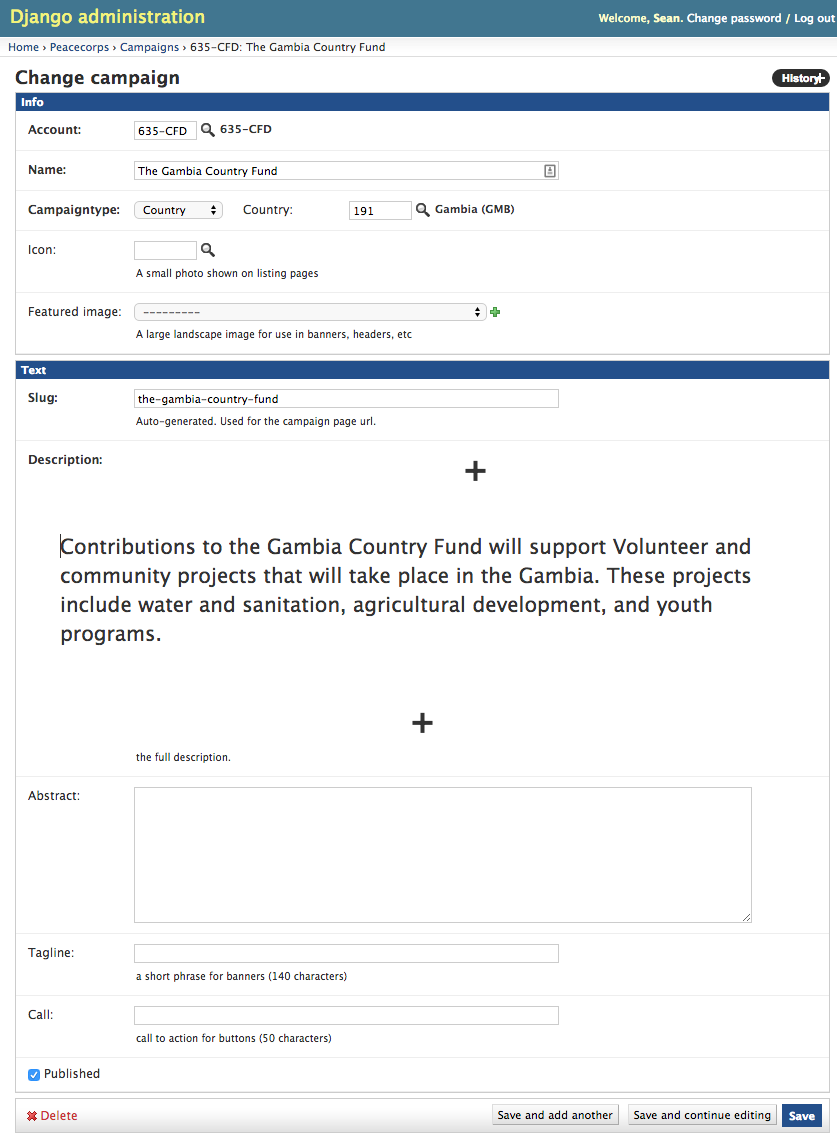 Django administration
Welcome, Sean. Change password / Log out
Home › Peacecorps › Campaigns › 635-CFD: The Gambia Country Fund
Change campaign
History
Info
Account: 635-CFD 635-CFD
Name: The Gambia Country Fund
Campaigntype: Country Country: 191 Gambia (GMB)
Icon:
A small photo shown on listing pages
Featured image: ---------
A large landscape image for use in banners, headers, etc
Text
Slug: the-gambia-country-fund
Auto-generated. Used for the campaign page url.
Description:
Contributions to the Gambia Country Fund will support Volunteer and
community projects that will take place in the Gambia. These projects
include water and sanitation, agricultural development, and youth
programs.
the full description.
Abstract:
Tagline:
a short phrase for banners (140 characters)
Call:
call to action for buttons (50 characters)
Published
Delete
Save and add another
Save and continue editing
Save